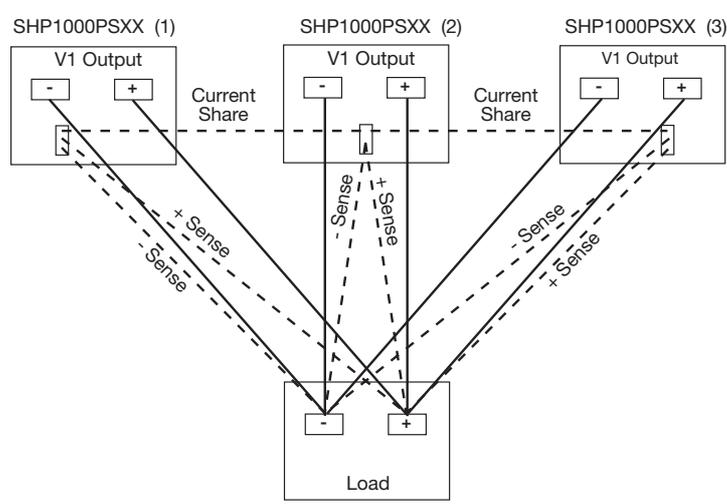 SHP1000PSXX (1)
SHP1000PSXX (2)
SHP1000PSXX (3)
V1 Output
V1 Output
V1 Output
- +
- +
- +
Current
Share
Current
Share
+ Sense
- Sense
- Sense
+ Sense
- Sense
+ Sense
- +
Load